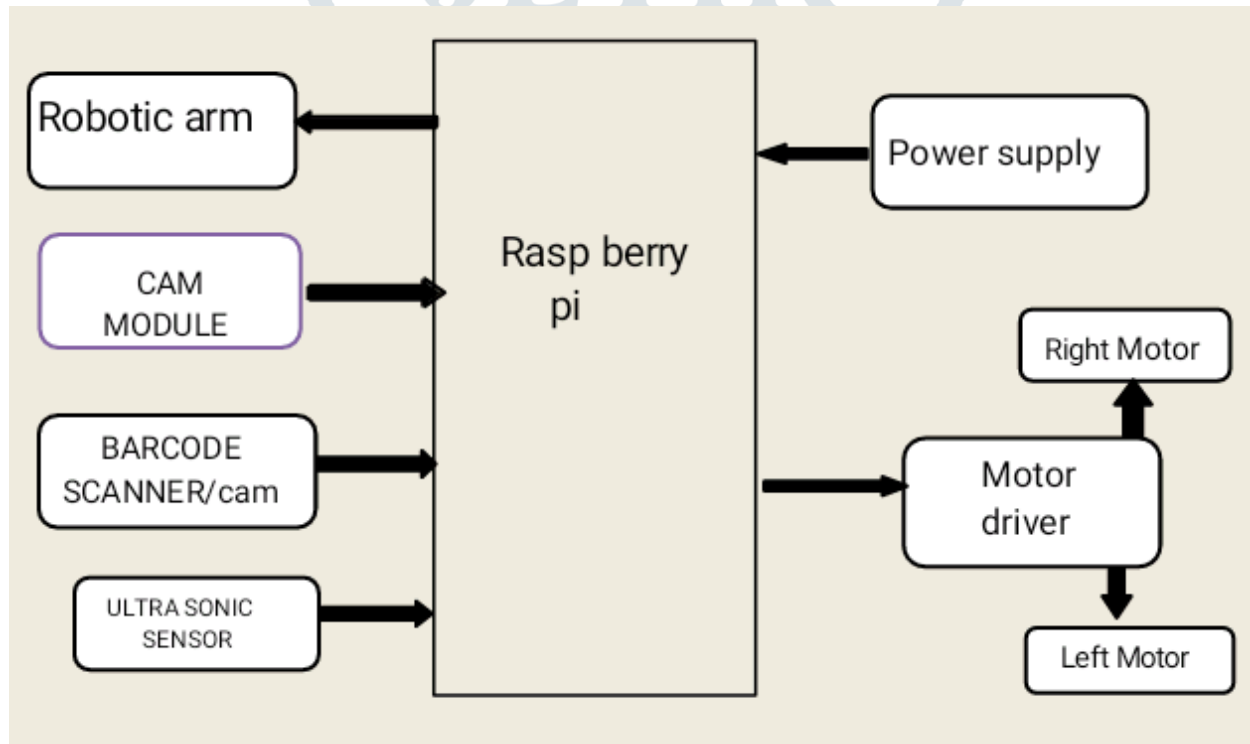 Robotic arm
Power supply
Rasp berry
pi
CAM
MODULE
Right Motor
BARCODE
SCANNER/cam
Motor
driver
ULTRA SONIC
SENSOR
Left Motor